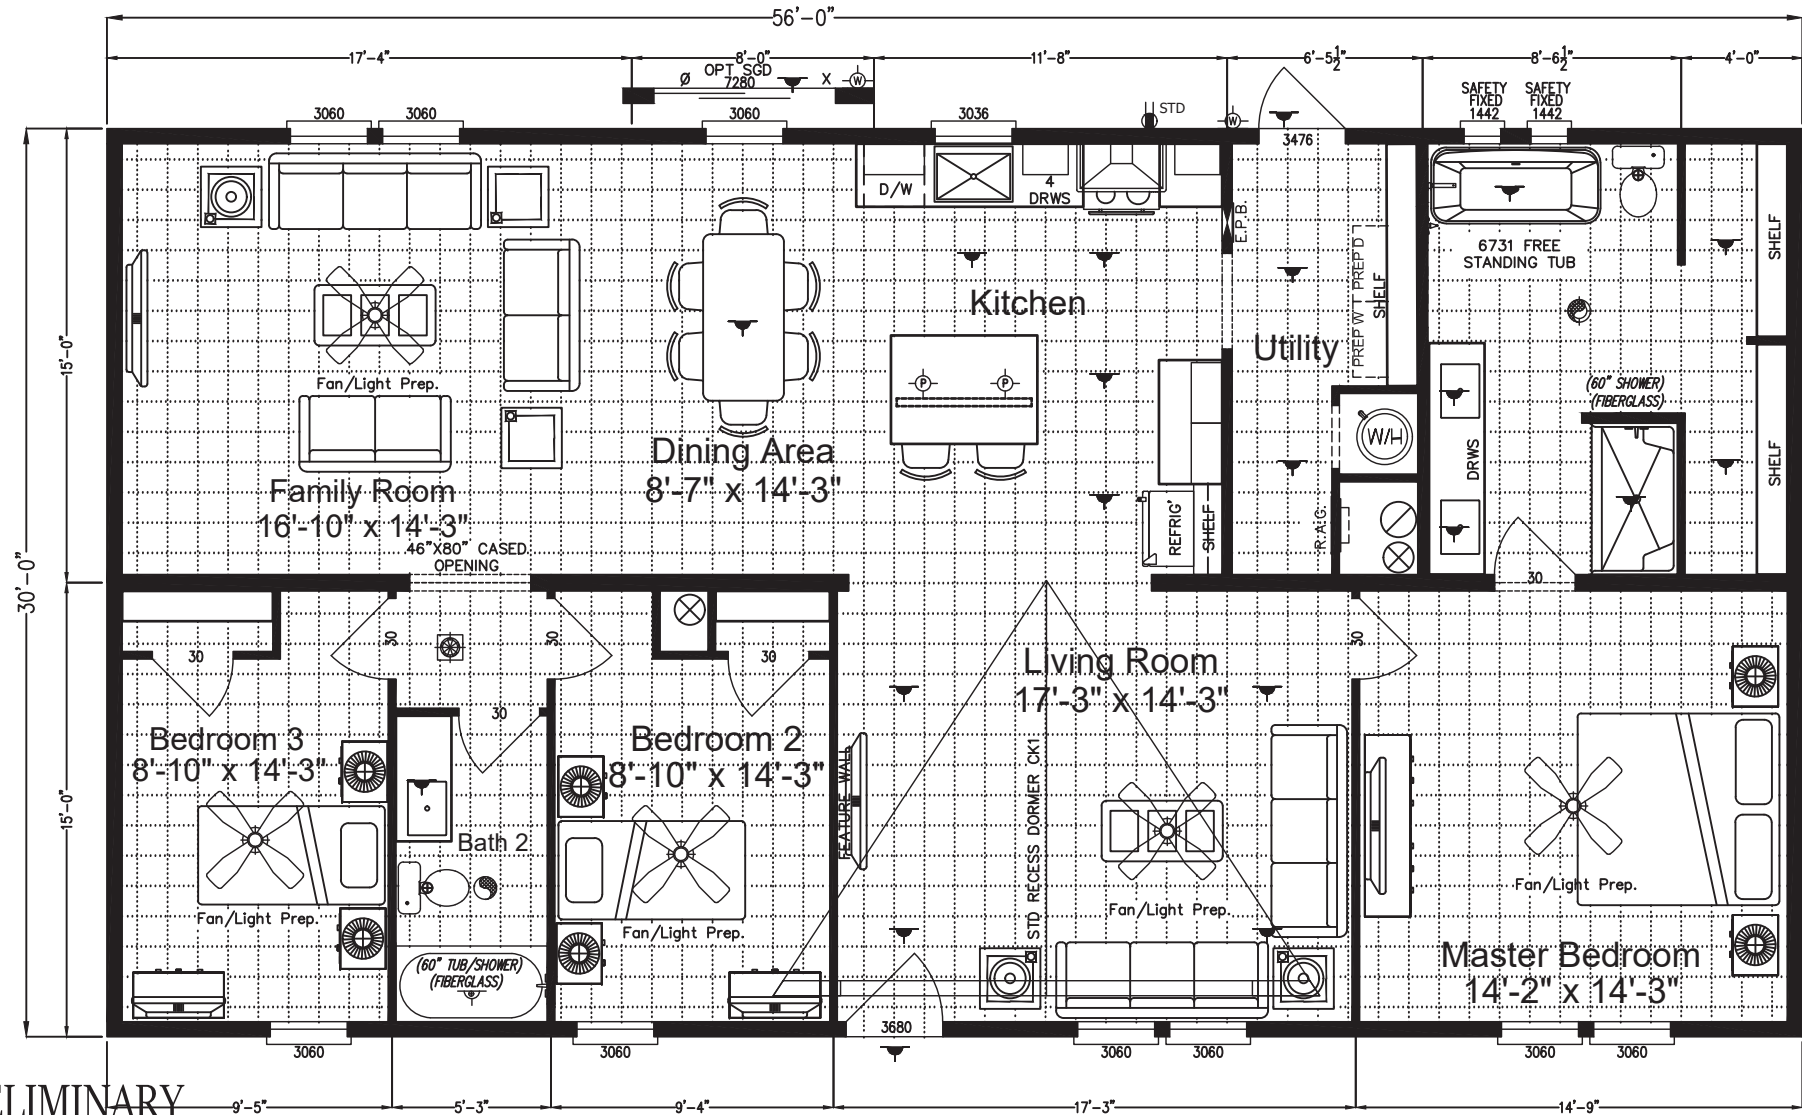 56'-0"
17'-4"
8'-0"
11'-8"
6'-5 1/2"
8'-6 1/2"
4'-0"
OPT SGD
Ø 7280 X W
3060
3060
3060
3036
STD
W
3476
SAFETY FIXED 1442
SAFETY FIXED 1442
30'-0"
15'-0"
15'-0"
D/W
4 DRWS
E.P.B.
PREP W T PREP D
SHELF
6731 FREE
STANDING TUB
SHELF
SHELF
Kitchen
Utility
P
P
Fan/Light Prep.
Family Room
16'-10" x 14'-3"
46"X80" CASED
OPENING
Dining Area
8'-7" x 14'-3"
REFRIG'
SHELF
W/H
R.A.G.
DRWS
(60" SHOWER)
(FIBERGLASS)
30
30
30
30
30
30
30
Bedroom 3
8'-10" x 14'-3"
Fan/Light Prep.
Bath 2
(60" TUB/SHOWER)
(FIBERGLASS)
Bedroom 2
8'-10" x 14'-3"
Fan/Light Prep.
FEATURE WALL
Living Room
17'-3" x 14'-3"
STD RECESS DORMER CK1
Fan/Light Prep.
Fan/Light Prep.
Master Bedroom
14'-2" x 14'-3"
3060
3060
3680
3060
3060
3060
3060
ELIMINARY
9'-5"
5'-3"
9'-4"
17'-3"
14'-9"